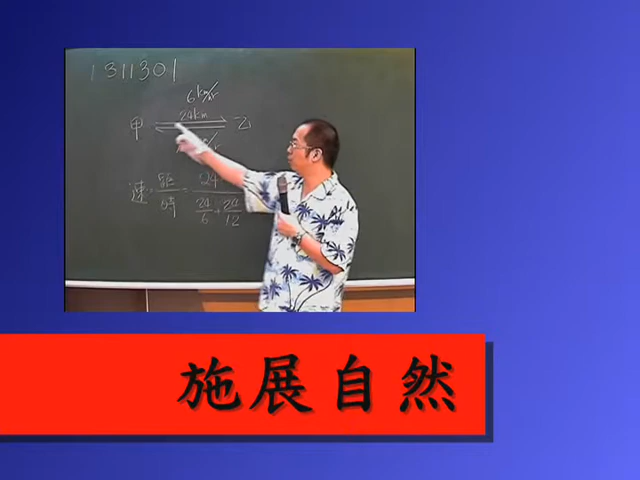 1311301
6km/hr
24km
甲 乙
速 = 距/時 = 24 / (24/6 + 24/12)
施展自然